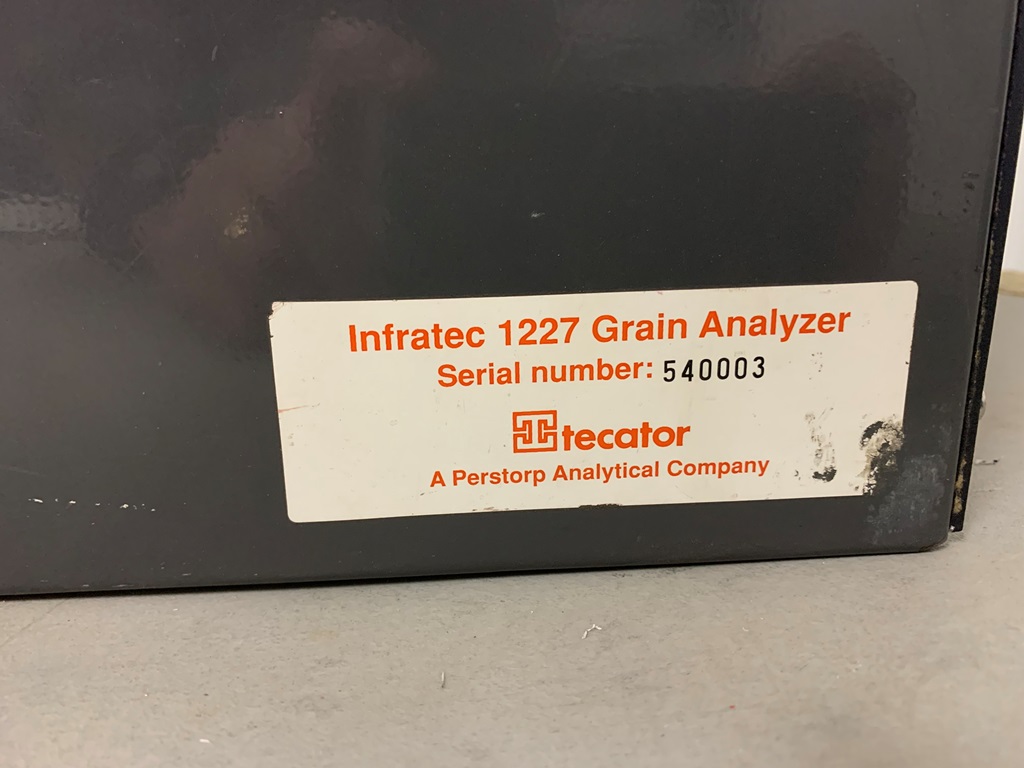 Infratec 1227 Grain Analyzer
Serial number: 540003
tecator
A Perstorp Analytical Company